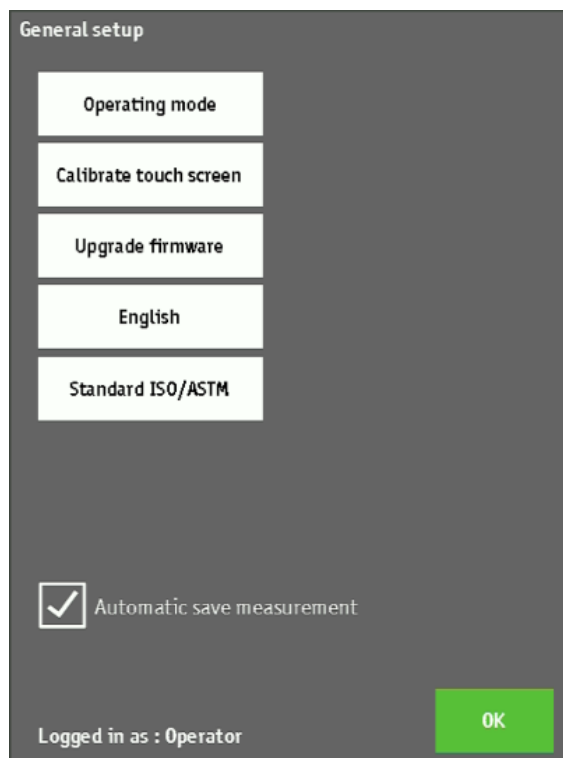 General setup
Operating mode
Calibrate touch screen
Upgrade firmware
English
Standard ISO/ASTM
Automatic save measurement
Logged in as : Operator
OK